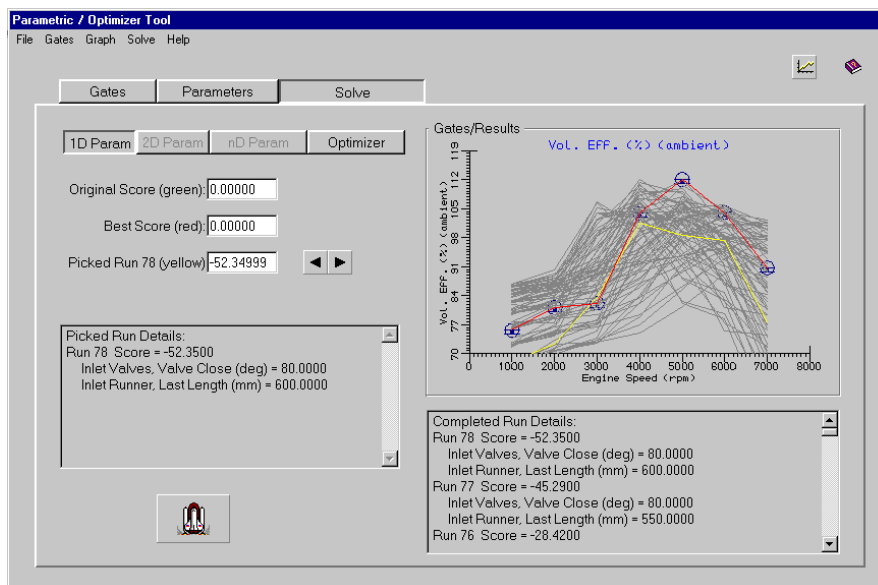 Parametric / Optimizer Tool
File Gates Graph Solve Help
Gates Parameters Solve
1D Param 2D Param nD Param Optimizer
Original Score (green): 0.00000
Best Score (red): 0.00000
Picked Run 78 (yellow) -52.34999
Picked Run Details:
Run 78 Score = -52.3500
Inlet Valves, Valve Close (deg) = 80.0000
Inlet Runner, Last Length (mm) = 600.0000
Gates/Results
Vol. EFF. (%) (ambient)
Vol. EFF. (%) (ambient)
119
112
105
98
91
84
77
70
0 1000 2000 3000 4000 5000 6000 7000 8000
Engine Speed (rpm)
Completed Run Details:
Run 78 Score = -52.3500
Inlet Valves, Valve Close (deg) = 80.0000
Inlet Runner, Last Length (mm) = 600.0000
Run 77 Score = -45.2900
Inlet Valves, Valve Close (deg) = 80.0000
Inlet Runner, Last Length (mm) = 550.0000
Run 76 Score = -28.4200